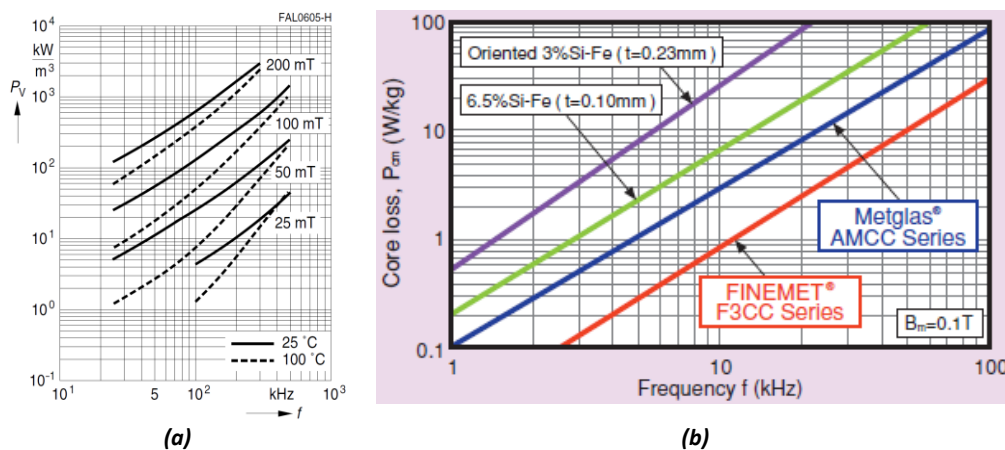 FAL0605-H
10⁴
kW
m³
P_V
10³
10²
10¹
10⁰
10⁻¹
200 mT
100 mT
50 mT
25 mT
25 ˚C
100 ˚C
10¹
5
10²
kHz
10³
f
(a)
100
10
1
0.1
Core loss, P_cm (W/kg)
Oriented 3%Si-Fe (t=0.23mm)
6.5%Si-Fe (t=0.10mm)
Metglas®
AMCC Series
FINEMET®
F3CC Series
B_m=0.1T
1
10
100
Frequency f (kHz)
(b)